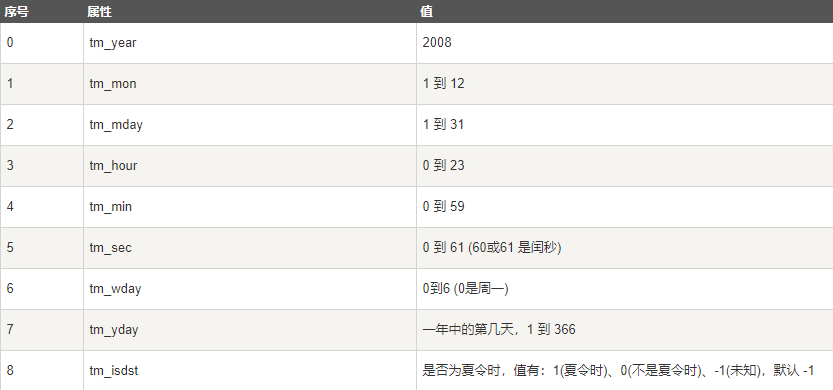 序号 属性 值
0 tm_year 2008
1 tm_mon 1 到 12
2 tm_mday 1 到 31
3 tm_hour 0 到 23
4 tm_min 0 到 59
5 tm_sec 0 到 61 (60或61 是闰秒)
6 tm_wday 0到6 (0是周一)
7 tm_yday 一年中的第几天，1 到 366
8 tm_isdst 是否为夏令时，值有：1(夏令时)、0(不是夏令时)、-1(未知)，默认 -1